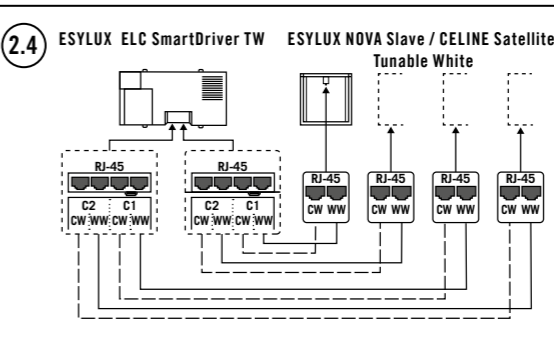 2.4
ESYLUX ELC SmartDriver TW
ESYLUX NOVA Slave / CELINE Satellite
Tunable White
RJ-45 RJ-45 RJ-45 RJ-45 RJ-45 RJ-45
C2 C1 C2 C1
CW WW CW WW CW WW CW WW
CW WW CW WW CW WW CW WW